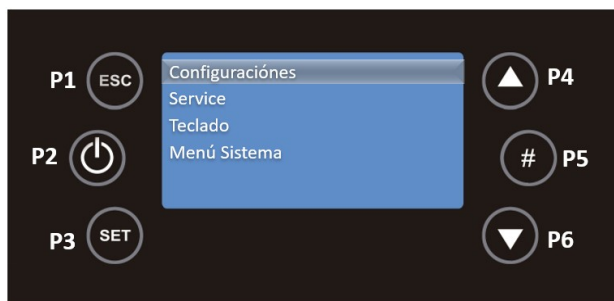 P1 ESC
Configuraciónes
P4
Service
Teclado
P2
# P5
Menú Sistema
P3 SET
P6